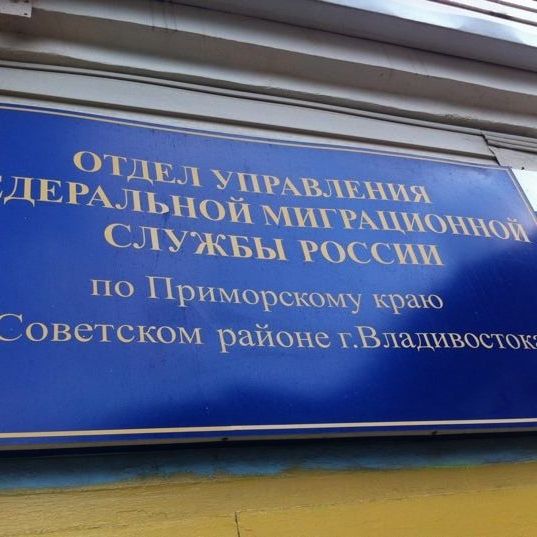 ОТДЕЛ УПРАВЛЕНИЯ
ЕДЕРАЛЬНОЙ МИГРАЦИОННОЙ
СЛУЖБЫ РОССИИ
по Приморскому краю
Советском районе г.Владивостока